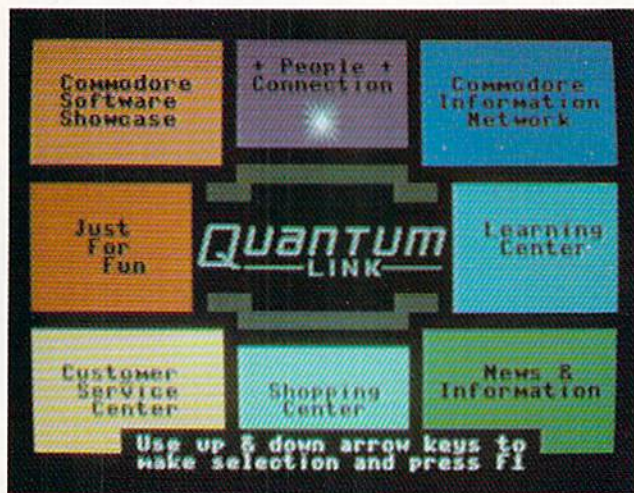 Commodore
Software
Showcase
+ People +
Connection
Commodore
Information
Network
Just
For
Fun
QUANTUM
LINK
Learning
Center
Customer
Service
Center
Shopping
Center
News &
Information
Use up & down arrow keys to
make selection and press F1